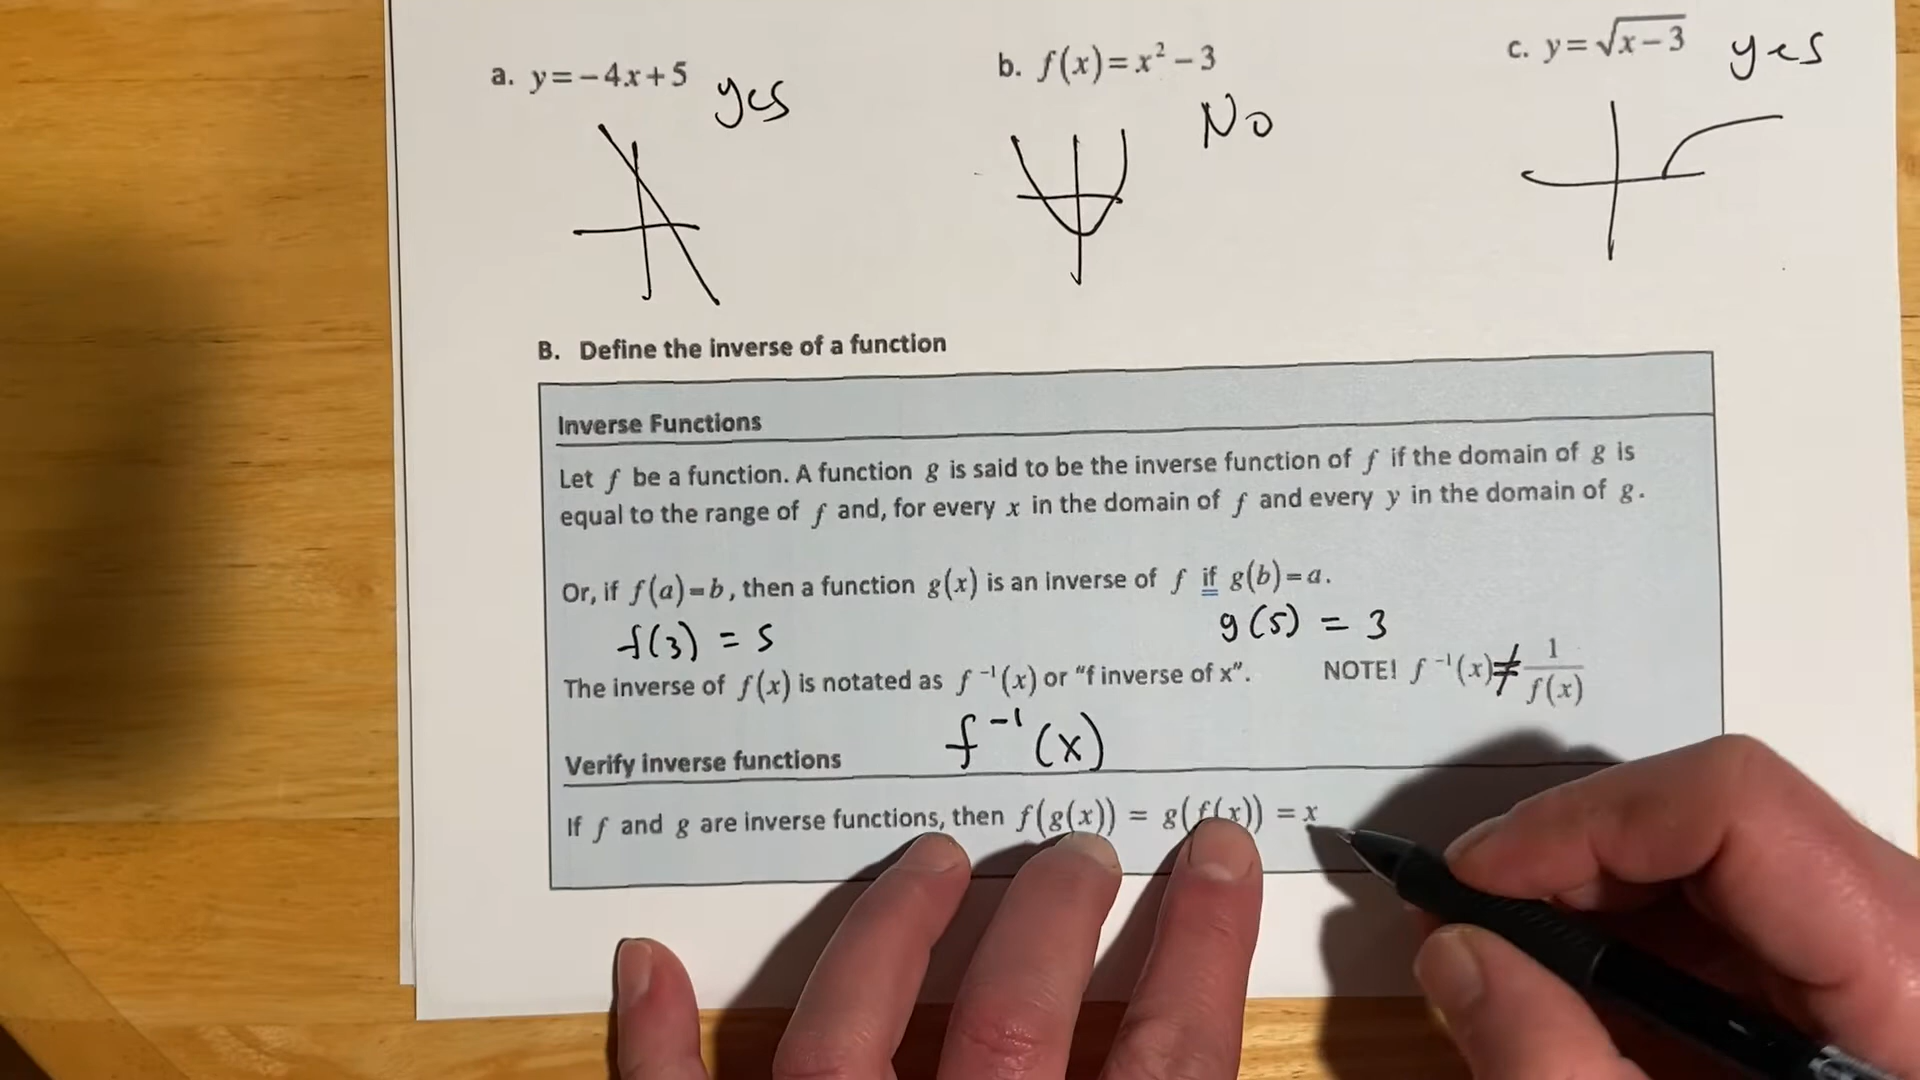 a. y=-4x+5 yes
b. f(x)=x²-3 No
c. y=√x-3 yes
B. Define the inverse of a function
Inverse Functions
Let f be a function. A function g is said to be the inverse function of f if the domain of g is
equal to the range of f and, for every x in the domain of f and every y in the domain of g.
Or, if f(a)=b, then a function g(x) is an inverse of f if g(b)=a.
f(3) = 5 g(5) = 3
The inverse of f(x) is notated as f⁻¹(x) or "f inverse of x". NOTE! f⁻¹(x)≠1/f(x)
f⁻¹(x)
Verify inverse functions
If f and g are inverse functions, then f(g(x)) = g(f(x)) = x